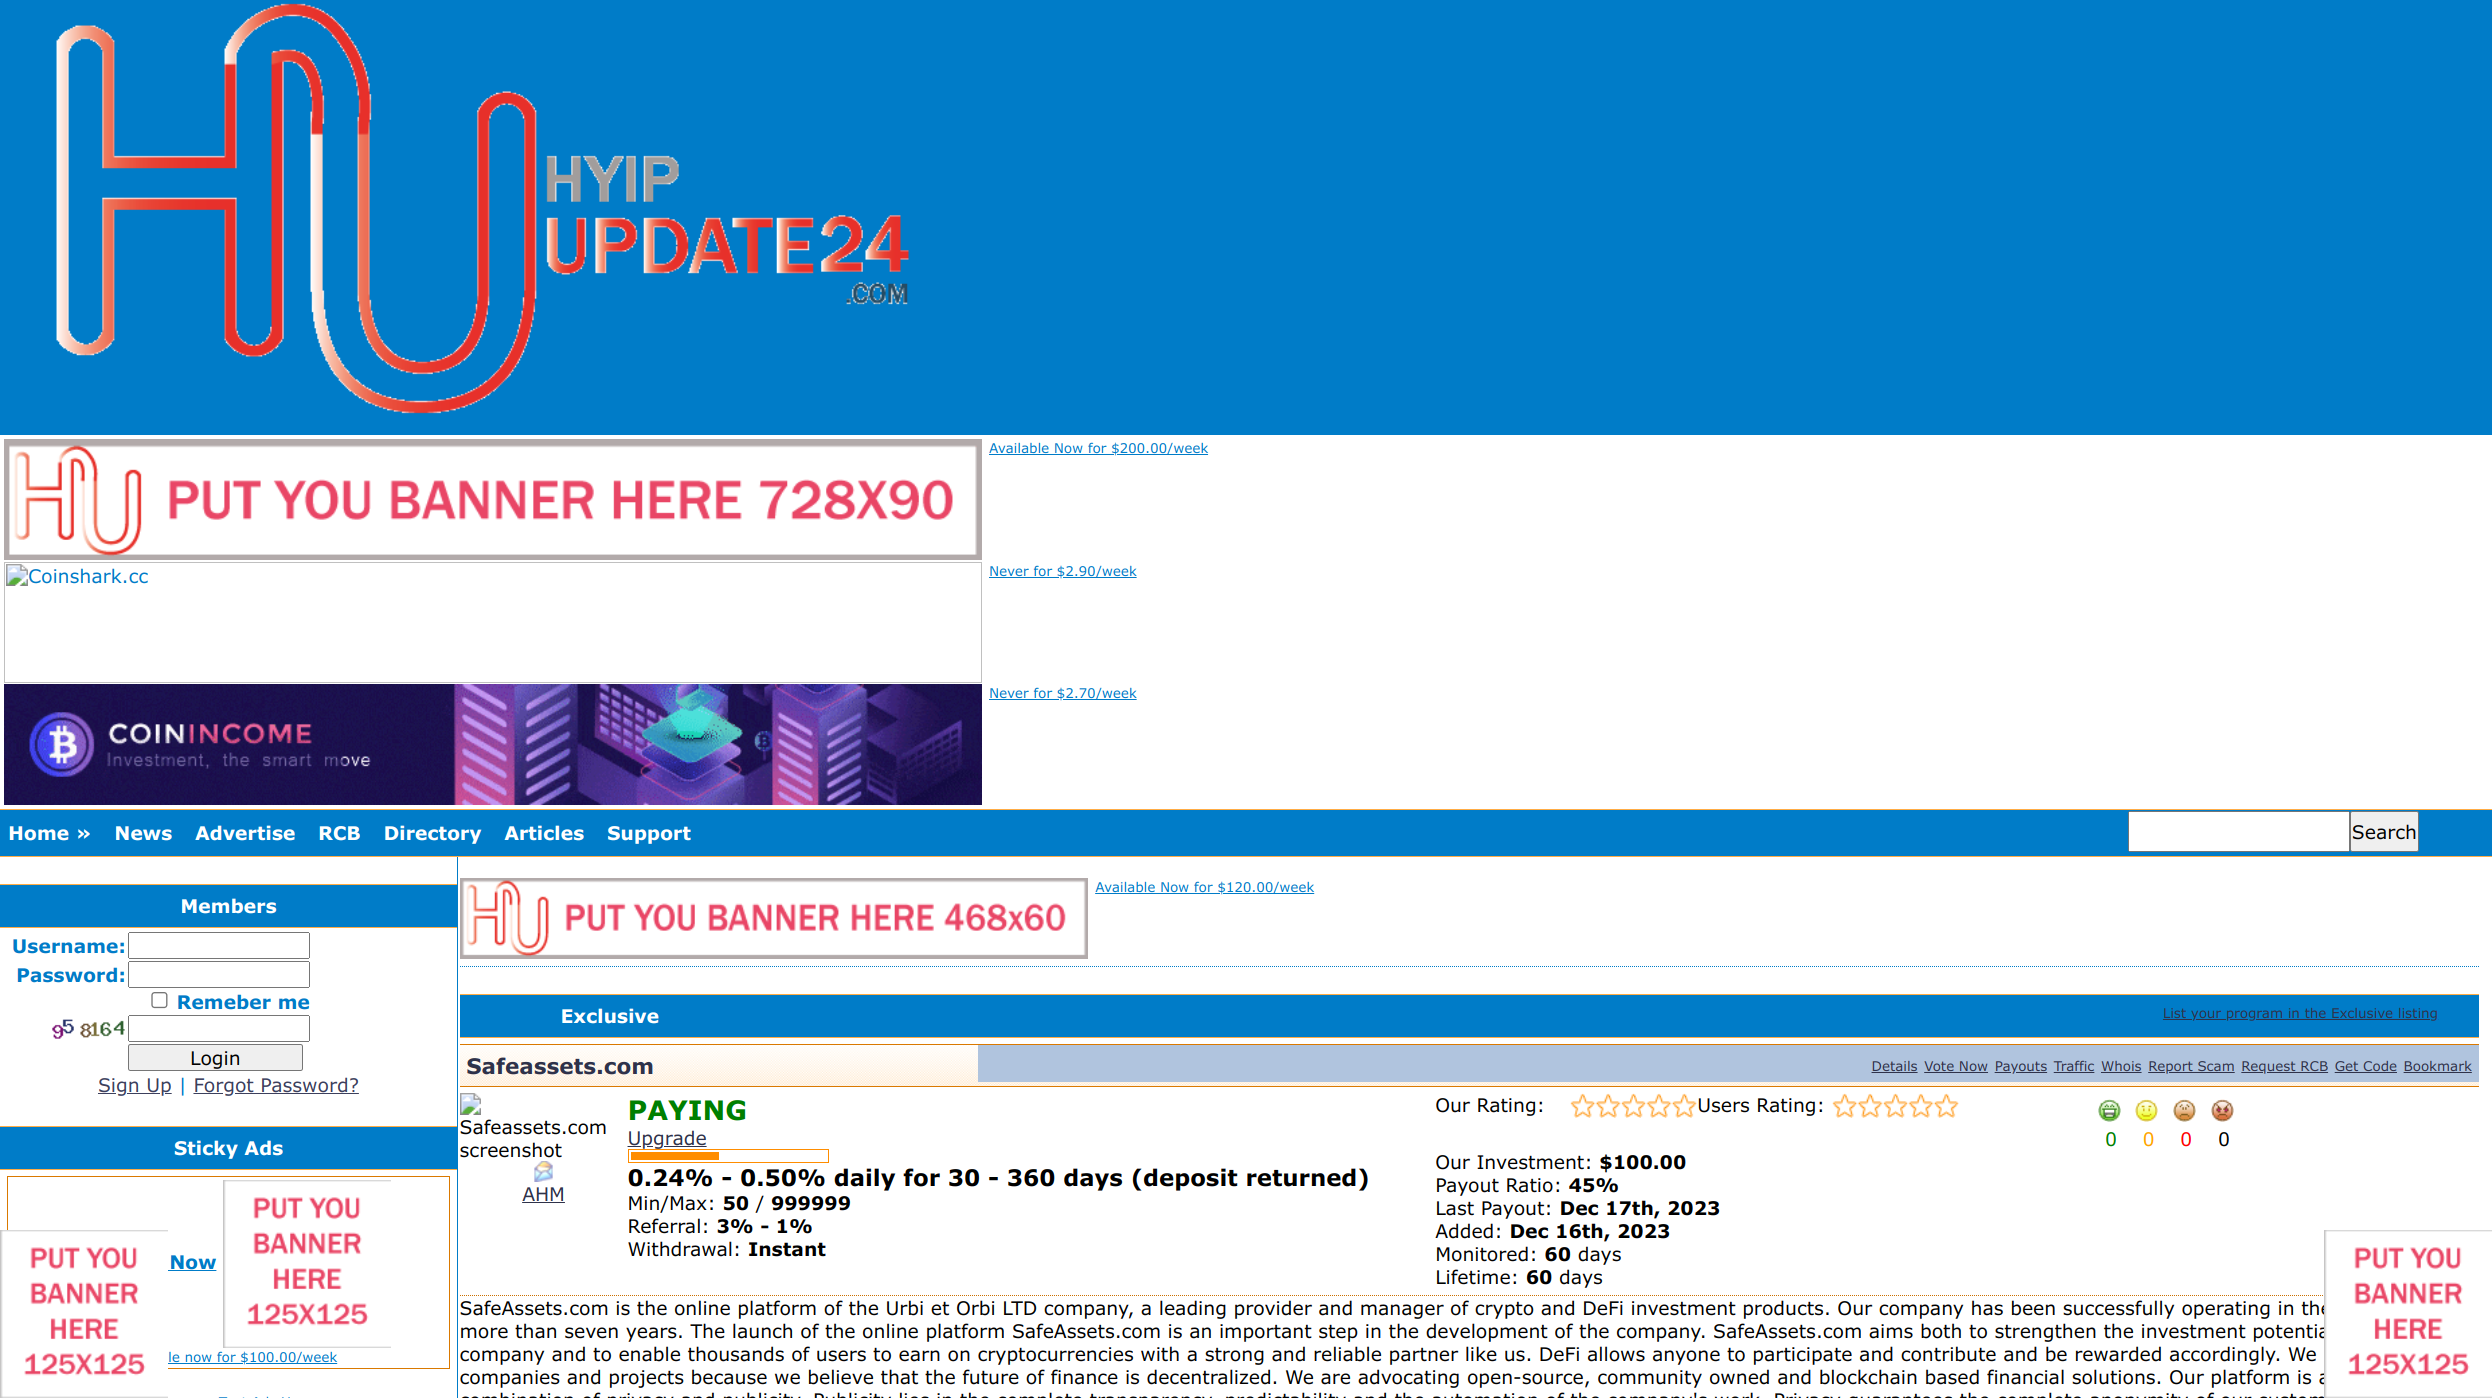 HYIP
UPDATE24
.COM
PUT YOU BANNER HERE 728X90
Available Now for $200.00/week
Coinshark.cc
Never for $2.90/week
COININCOME
Investment, the smart move
Never for $2.70/week
Home » News Advertise RCB Directory Articles Support
Search
Members
Username:
Password:
Remeber me
958164
Login
Sign Up | Forgot Password?
Sticky Ads
PUT YOU
BANNER
HERE
125X125
Now
PUT YOU
BANNER
HERE
125X125
le now for $100.00/week
PUT YOU BANNER HERE 468x60
Available Now for $120.00/week
Exclusive
List your program in the Exclusive listing
Safeassets.com
Details Vote Now Payouts Traffic Whois Report Scam Request RCB Get Code Bookmark
Safeassets.com
screenshot
AHM
PAYING
Upgrade
0.24% - 0.50% daily for 30 - 360 days (deposit returned)
Min/Max: 50 / 999999
Referral: 3% - 1%
Withdrawal: Instant
Our Rating: Users Rating:
0 0 0 0
Our Investment: $100.00
Payout Ratio: 45%
Last Payout: Dec 17th, 2023
Added: Dec 16th, 2023
Monitored: 60 days
Lifetime: 60 days
SafeAssets.com is the online platform of the Urbi et Orbi LTD company, a leading provider and manager of crypto and DeFi investment products. Our company has been successfully operating in the
more than seven years. The launch of the online platform SafeAssets.com is an important step in the development of the company. SafeAssets.com aims both to strengthen the investment potentia
company and to enable thousands of users to earn on cryptocurrencies with a strong and reliable partner like us. DeFi allows anyone to participate and contribute and be rewarded accordingly. We
companies and projects because we believe that the future of finance is decentralized. We are advocating open-source, community owned and blockchain based financial solutions. Our platform is
PUT YOU
BANNER
HERE
125X125